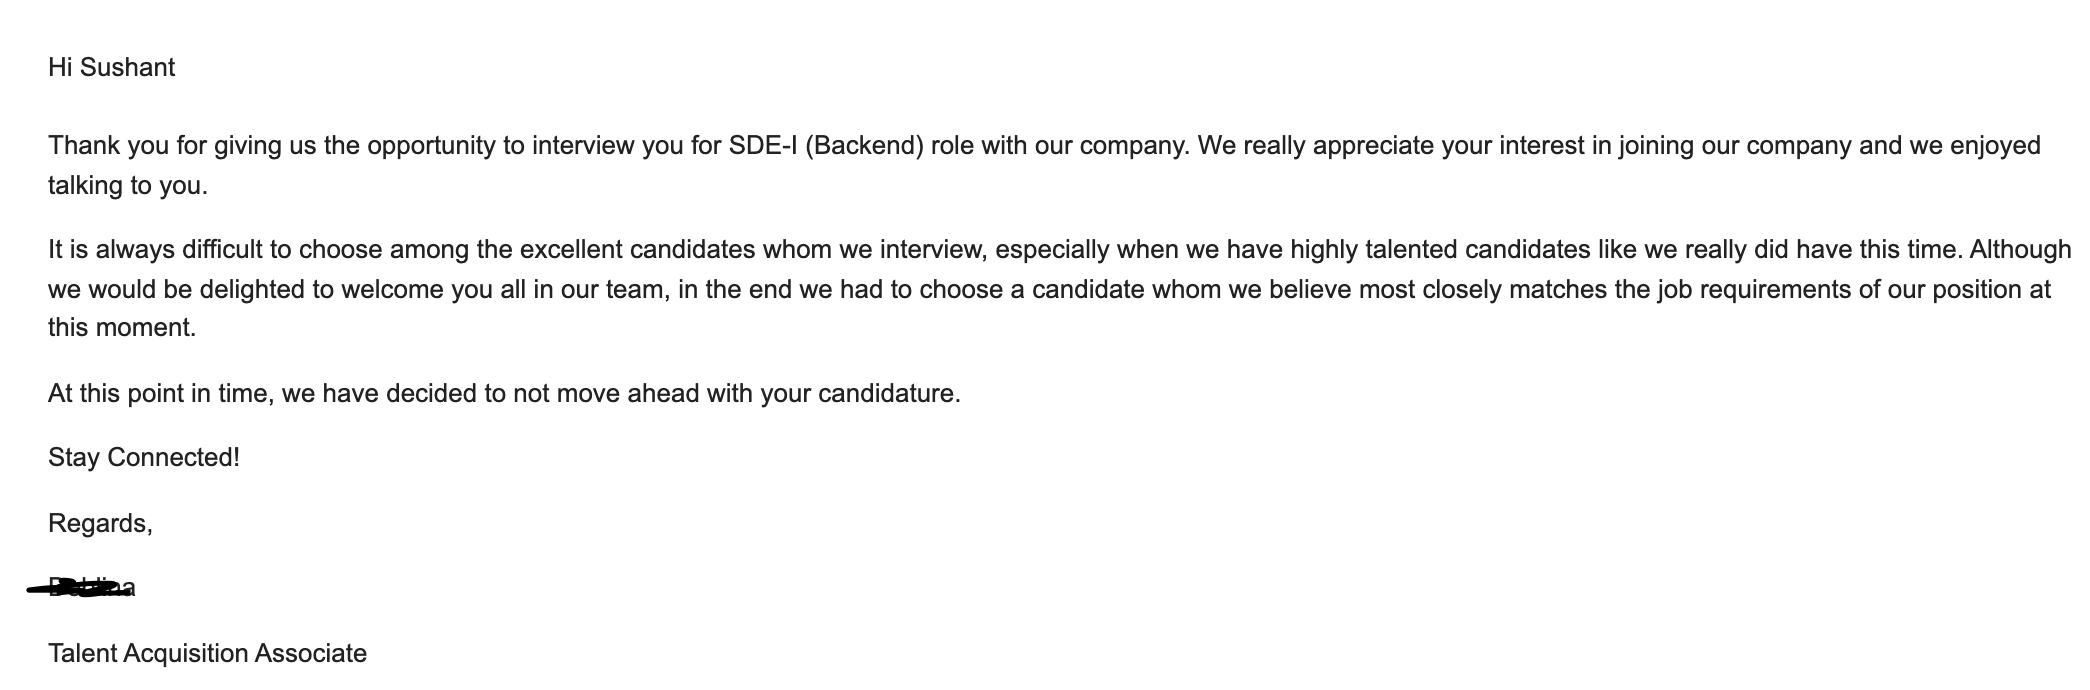 Hi Sushant
Thank you for giving us the opportunity to interview you for SDE-I (Backend) role with our company. We really appreciate your interest in joining our company and we enjoyed
talking to you.
It is always difficult to choose among the excellent candidates whom we interview, especially when we have highly talented candidates like we really did have this time. Although
we would be delighted to welcome you all in our team, in the end we had to choose a candidate whom we believe most closely matches the job requirements of our position at
this moment.
At this point in time, we have decided to not move ahead with your candidature.
Stay Connected!
Regards,
Talent Acquisition Associate